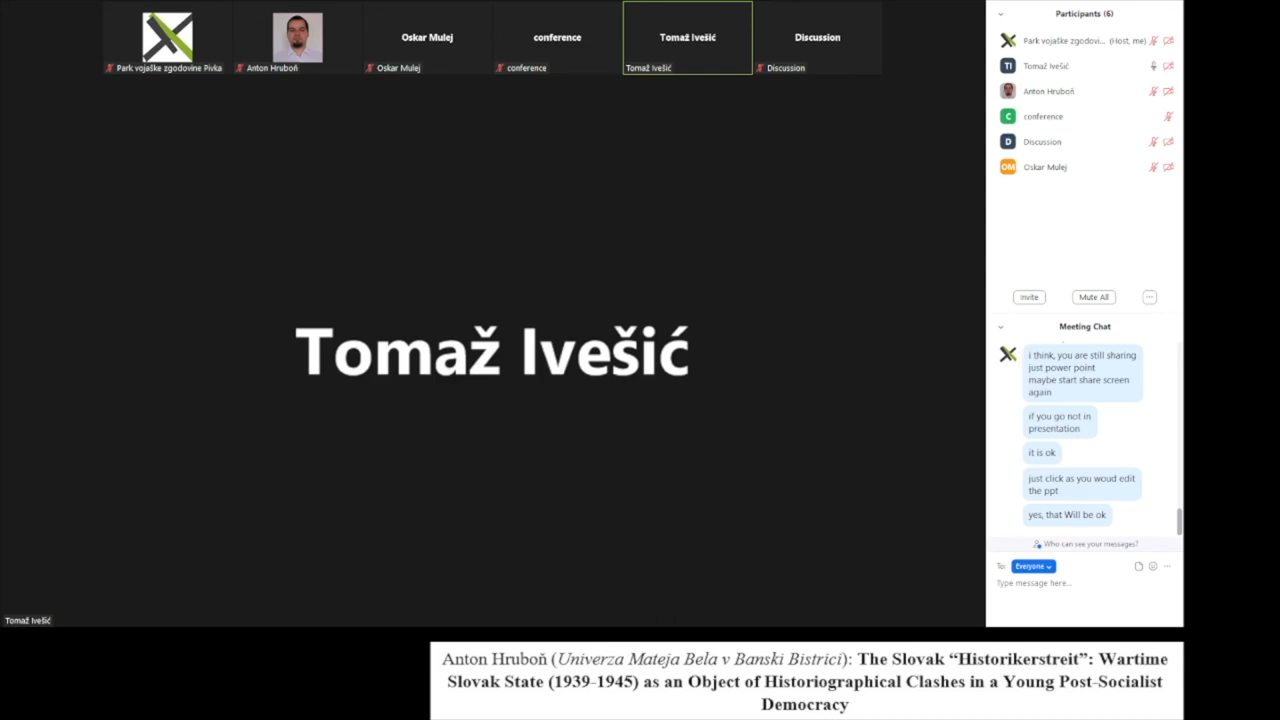 Oskar Mulej
conference
Tomaž Ivešić
Discussion
Park vojaške zgodovine Pivka
Anton Hruboň
Oskar Mulej
conference
Tomaž Ivešić
Discussion
Tomaž Ivešić
Tomaž Ivešić
Participants (6)
Park vojaške zgodovi... (Host, me)
TI Tomaž Ivešić
Anton Hruboň
C conference
D Discussion
OM Oskar Mulej
Invite Mute All ...
Meeting Chat
i think, you are still sharing
just power point
maybe start share screen
again
if you go not in
presentation
it is ok
just click as you woud edit
the ppt
yes, that Will be ok
Who can see your messages?
To: Everyone
Type message here...
Anton Hruboň (Univerza Mateja Bela v Banski Bistrici): The Slovak “Historikerstreit”: Wartime
Slovak State (1939-1945) as an Object of Historiographical Clashes in a Young Post-Socialist
Democracy